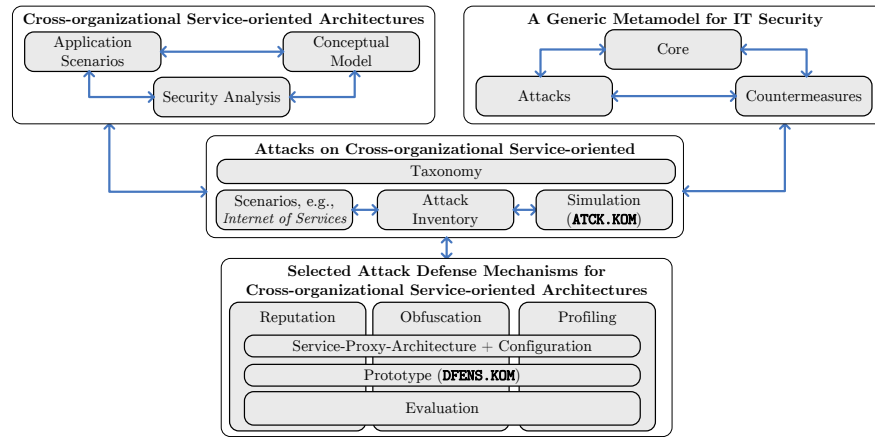 Cross-organizational Service-oriented Architectures
Application
Scenarios
Conceptual
Model
Security Analysis
A Generic Metamodel for IT Security
Core
Attacks
Countermeasures
Attacks on Cross-organizational Service-oriented
Taxonomy
Scenarios, e.g.,
Internet of Services
Attack
Inventory
Simulation
(ATCK.KOM)
Selected Attack Defense Mechanisms for
Cross-organizational Service-oriented Architectures
Reputation
Obfuscation
Profiling
Service-Proxy-Architecture + Configuration
Prototype (DFENS.KOM)
Evaluation